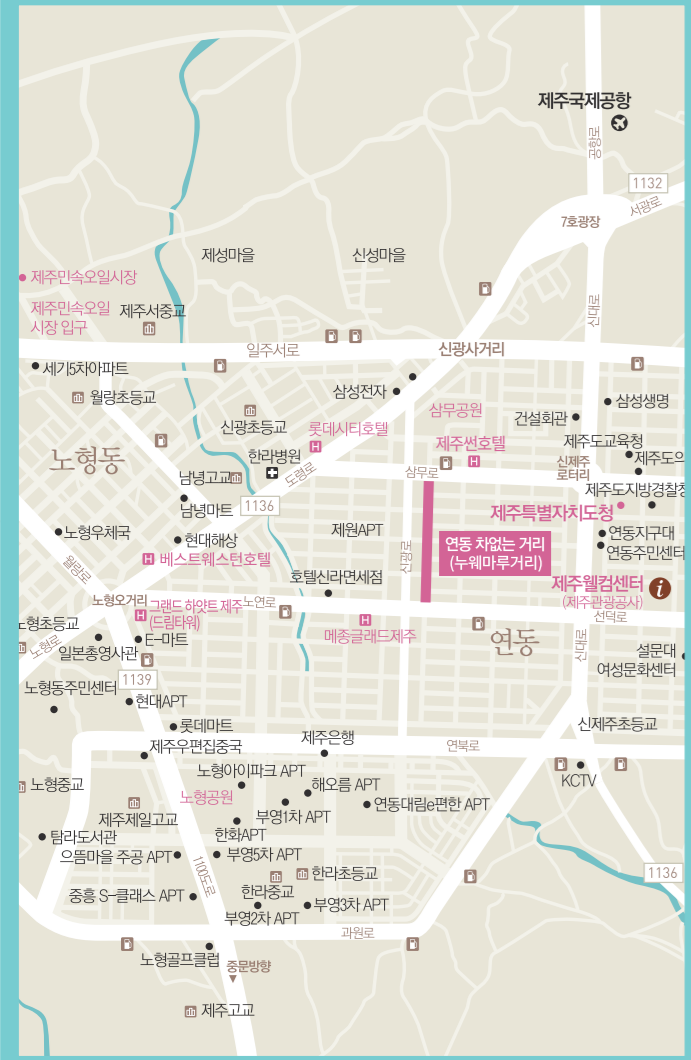 제주국제공항
공항로
1132
서광로
7호광장
제성마을
신성마을
제주민속오일시장
제주민속오일
시장 입구
제주서중교
신대로
일주서로
신광사거리
세기5차아파트
삼성전자
월랑초등교
삼무공원
삼성생명
건설회관
신광초등교
롯데시티호텔
제주썬호텔
제주도교육청
노형동
한라병원
제주도의
신제주
로터리
도령로
삼무로
남녕고교
제주도지방경찰청
1136
남녕마트
제주특별자치도청
노형우체국
현대해상
제원APT
연동 차없는 거리
(누웨마루거리)
연동지구대
연동주민센터
신광로
베스트웨스턴호텔
월랑로
호텔신라면세점
제주웰컴센터
i
(제주관광공사)
노형오거리
그랜드 하얏트 제주
(드림타워)
노연로
선덕로
노형초등교
E-마트
메종글래드제주
연동
신대로
노형로
일본총영사관
설문대
여성문화센터
1139
노형동주민센터
현대APT
롯데마트
신제주초등교
제주우편집중국
제주은행
연북로
노형아이파크 APT
KCTV
노형중교
해오름 APT
노형공원
연동대림e편한 APT
부영1차 APT
제주제일고교
한화APT
탐라도서관
으뜸마을 주공 APT
부영5차 APT
1100도로
한라초등교
1136
중흥 S-클래스 APT
한라중교
부영3차 APT
부영2차 APT
과원로
노형골프클럽
중문방향
제주고교